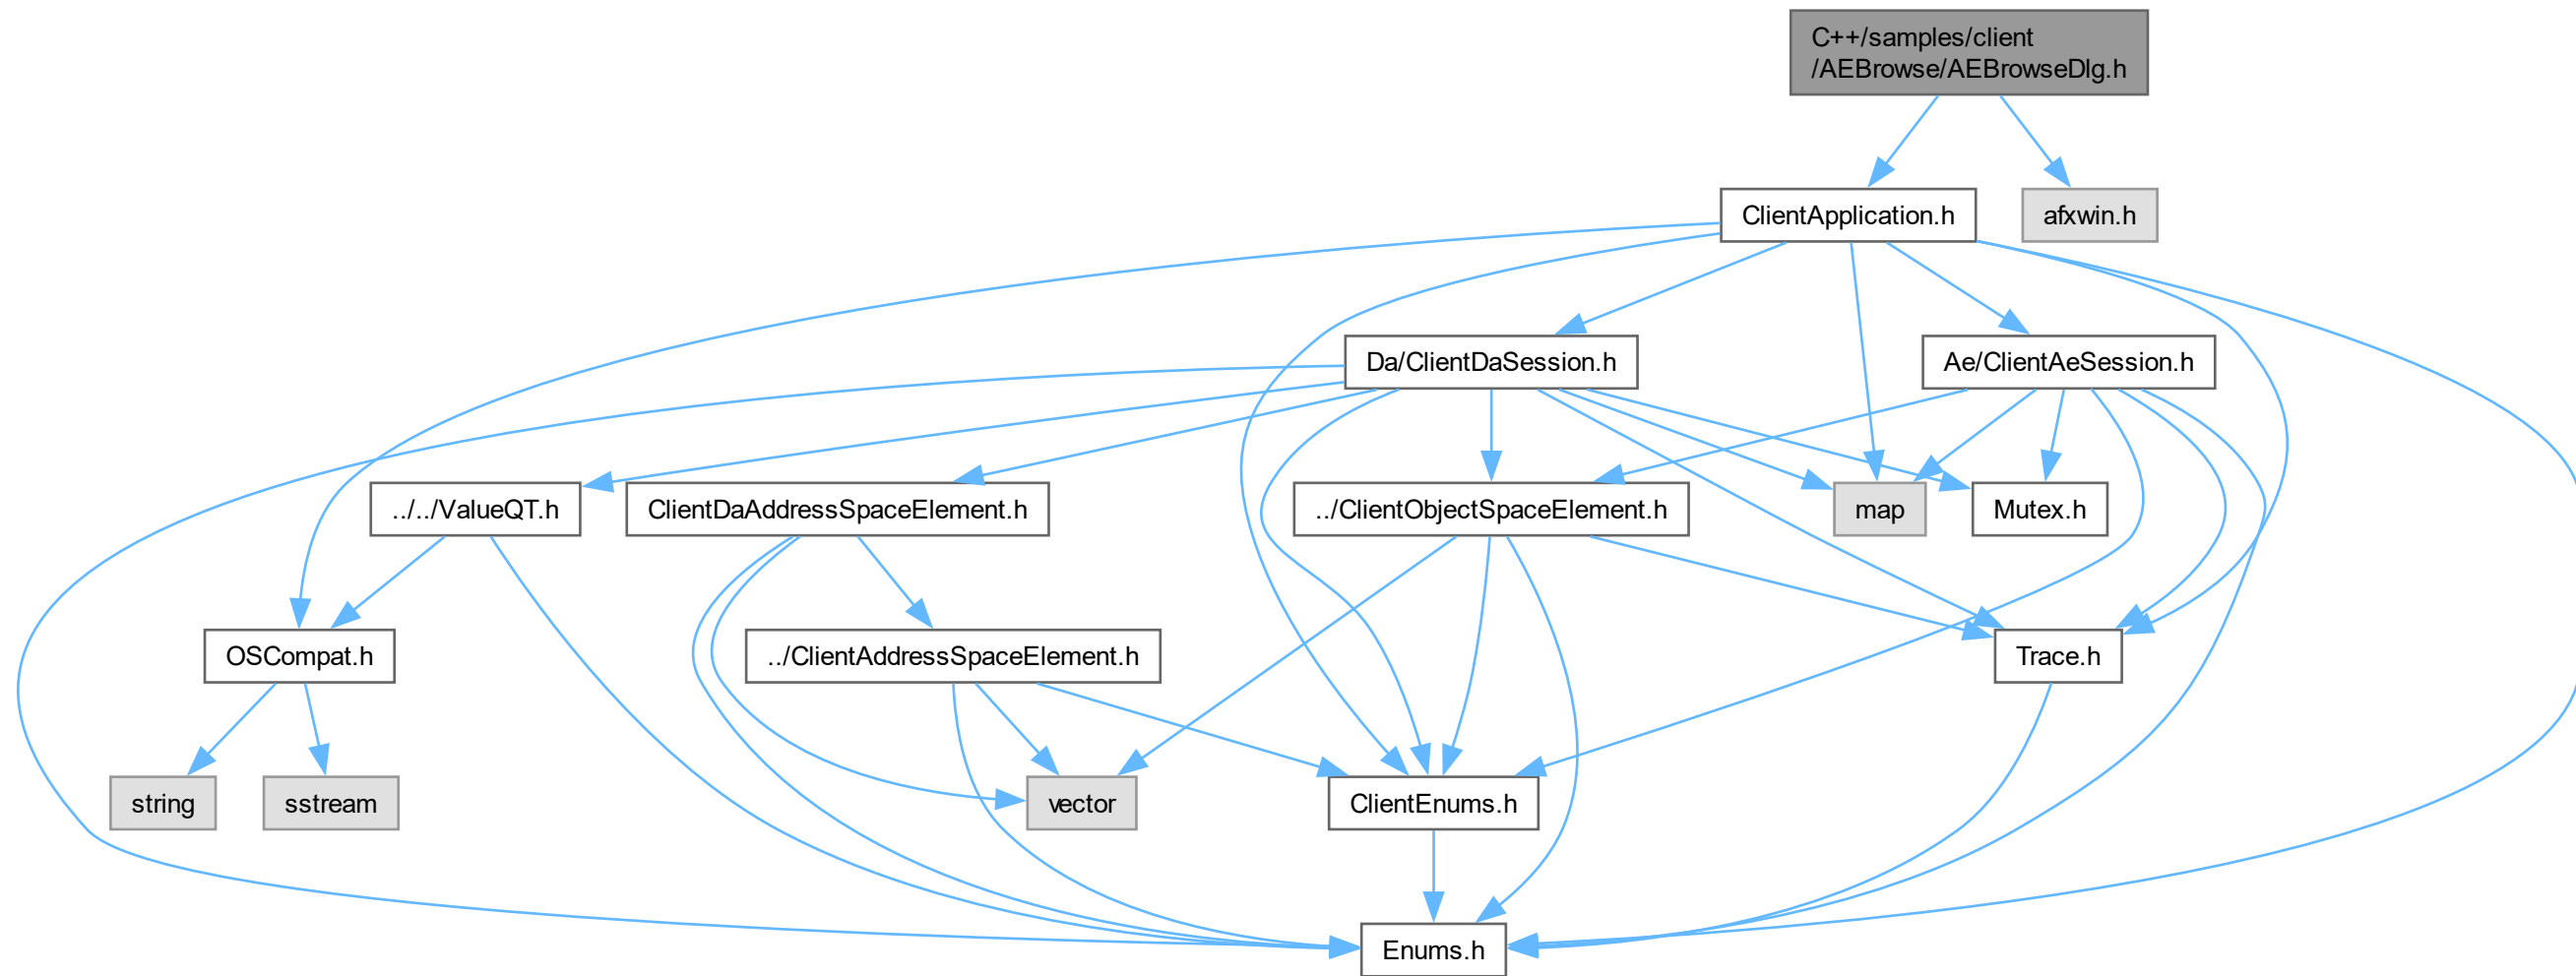 C++/samples/client
/AEBrowse/AEBrowseDlg.h
ClientApplication.h
afxwin.h
Da/ClientDaSession.h
Ae/ClientAeSession.h
../../ValueQT.h
ClientDaAddressSpaceElement.h
../ClientObjectSpaceElement.h
map
Mutex.h
OSCompat.h
../ClientAddressSpaceElement.h
Trace.h
string
sstream
vector
ClientEnums.h
Enums.h